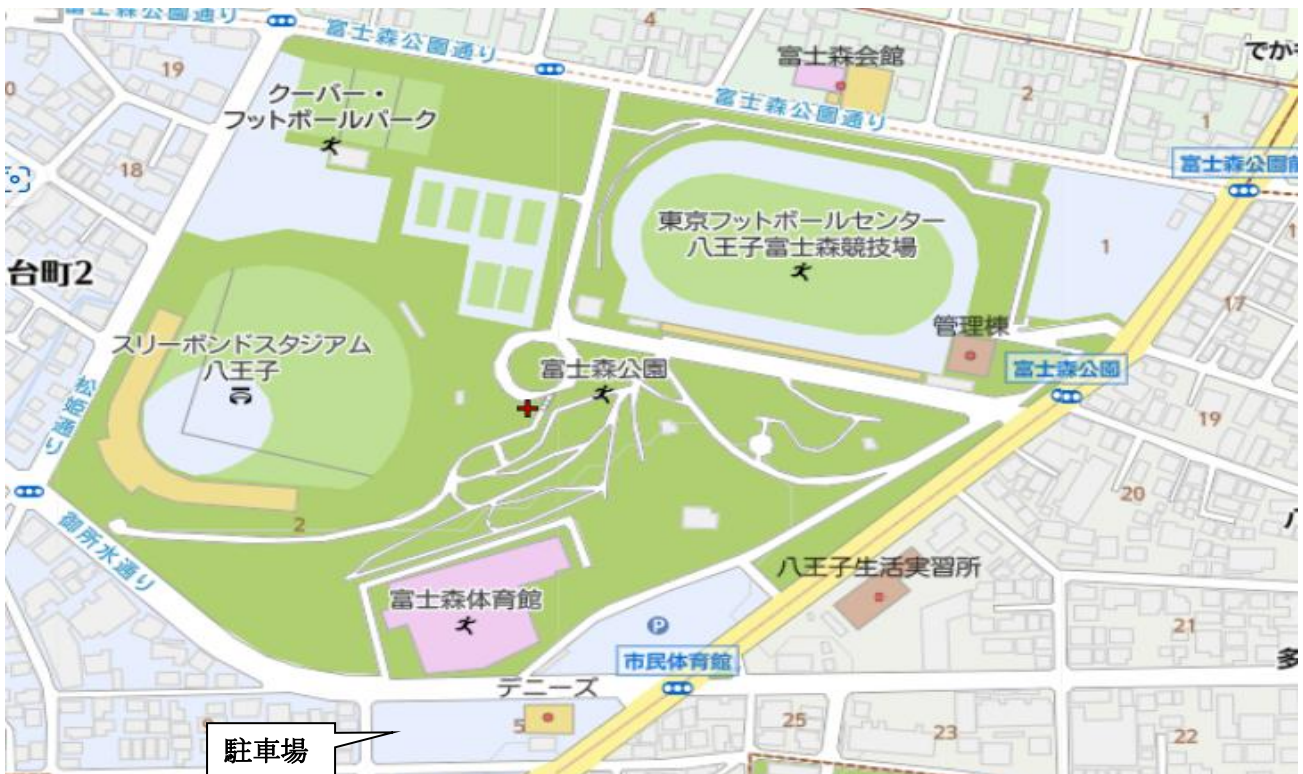 富士森公園通り
富士森公園通り
4
富士森会館
でか
19
クーバー・
フットボールパーク
2
富士森公園通り
1
18
富士森公園
東京フットボールセンター
八王子富士森競技場
1
台町2
17
管理棟
スリーボンドスタジアム
八王子
富士森公園
富士森公園
松姫通り
19
20
2
御所水通り
八王子生活実習所
富士森体育館
P
21
市民体育館
多
デニーズ
5
25
23
22
駐車場